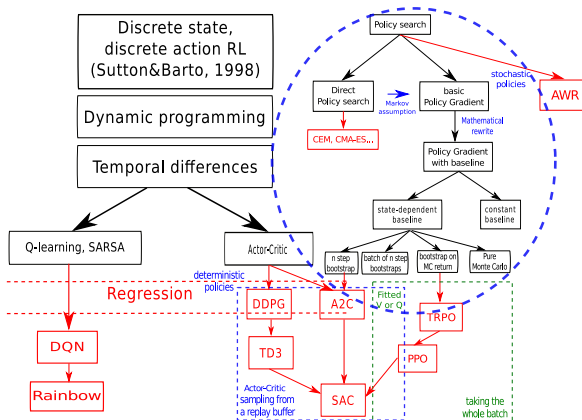 Discrete state,
discrete action RL
(Sutton&Barto, 1998)
Dynamic programming
Temporal differences
Q-learning, SARSA
Actor-Critic
Policy search
Direct
Policy search
Markov
assumption
basic
Policy Gradient
stochastic
policies
AWR
CEM, CMA-ES...
Mathematical
rewrite
Policy Gradient
with baseline
state-dependent
baseline
constant
baseline
n step
bootstrap
batch of n step
bootstraps
bootstrap on
MC return
Pure
Monte Carlo
deterministic
policies
Regression
DDPG
A2C
Fitted
V or Q
TRPO
DQN
TD3
PPO
Rainbow
Actor-Critic
sampling from
a replay buffer
SAC
taking
the whole batch